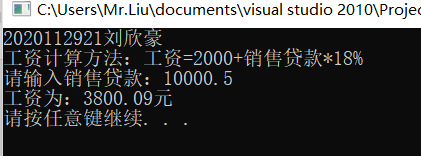 C:\Users\Mr.Liu\documents\visual studio 2010\Projec
2020112921刘欣豪
工资计算方法：工资=2000+销售贷款*18%
请输入销售贷款：10000.5
工资为：3800.09元
请按任意键继续. . .